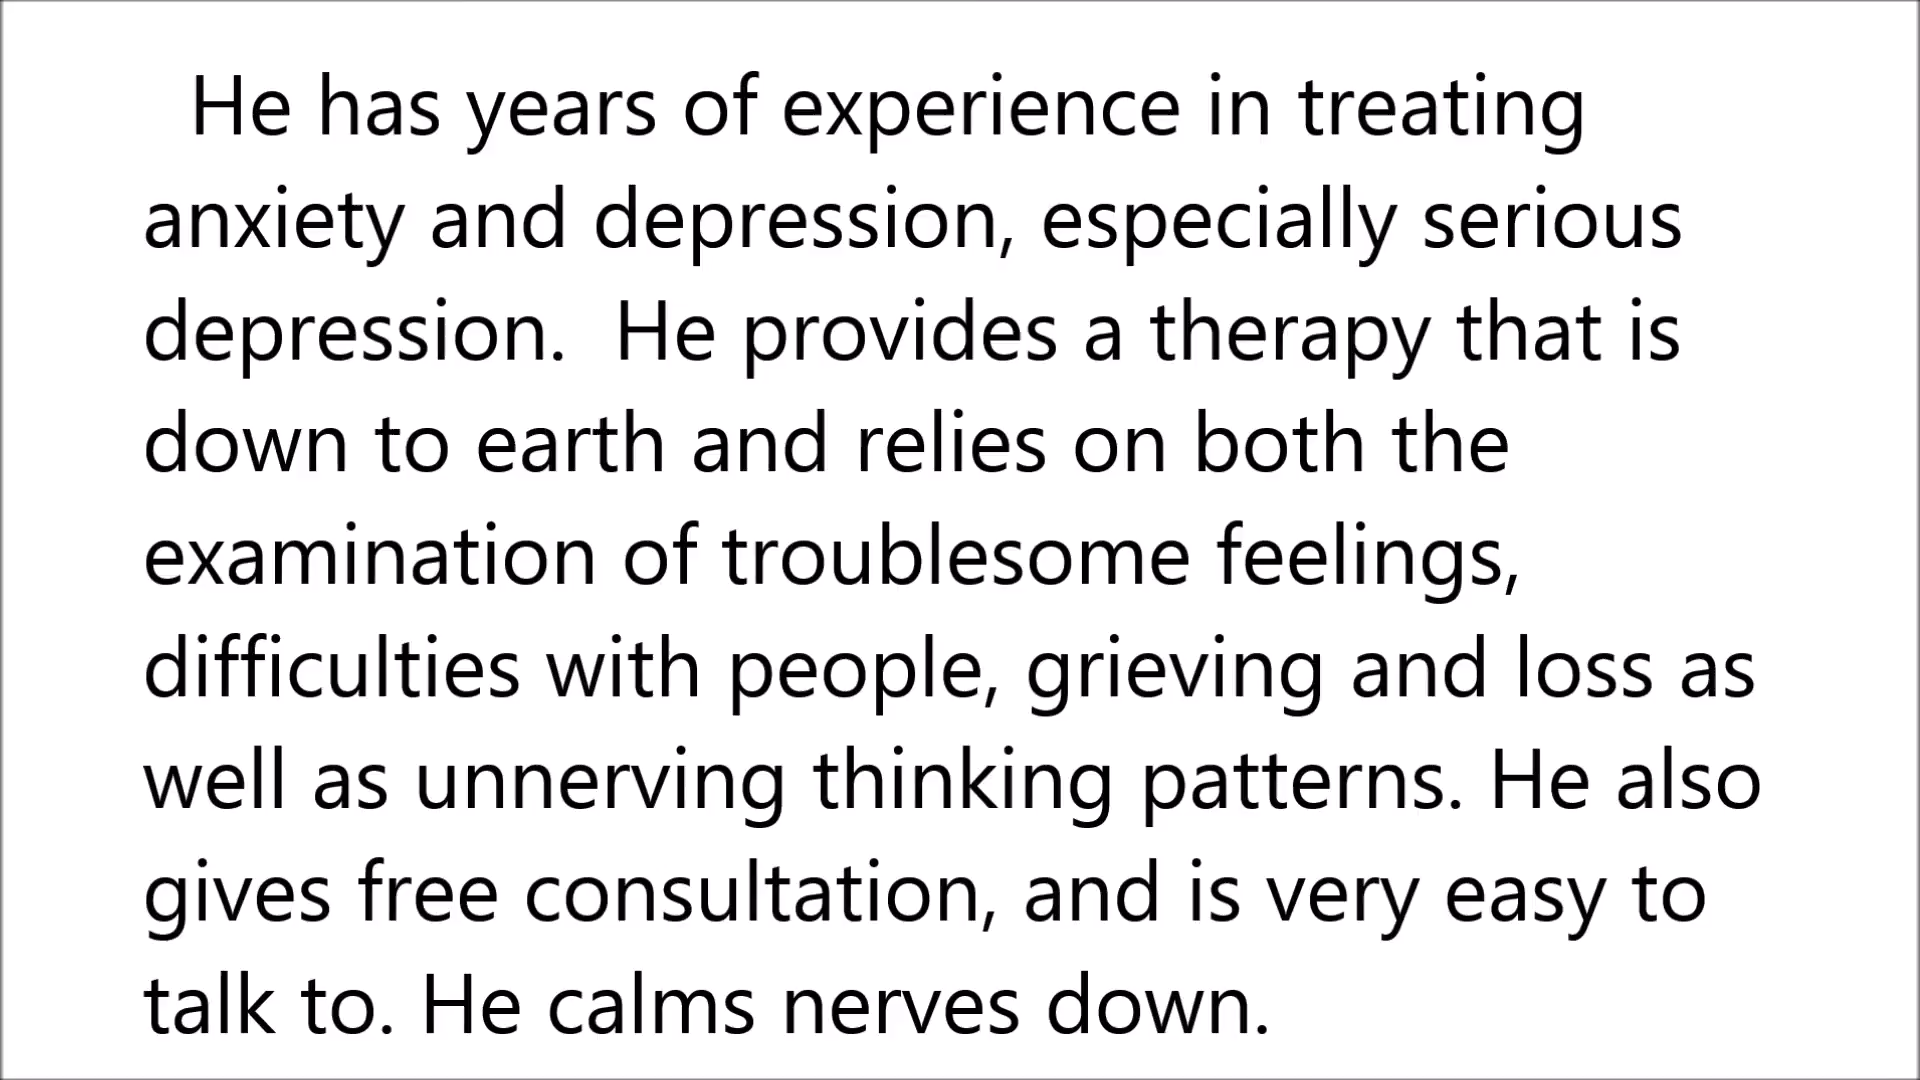 He has years of experience in treating
anxiety and depression, especially serious
depression.  He provides a therapy that is
down to earth and relies on both the
examination of troublesome feelings,
difficulties with people, grieving and loss as
well as unnerving thinking patterns. He also
gives free consultation, and is very easy to
talk to. He calms nerves down.